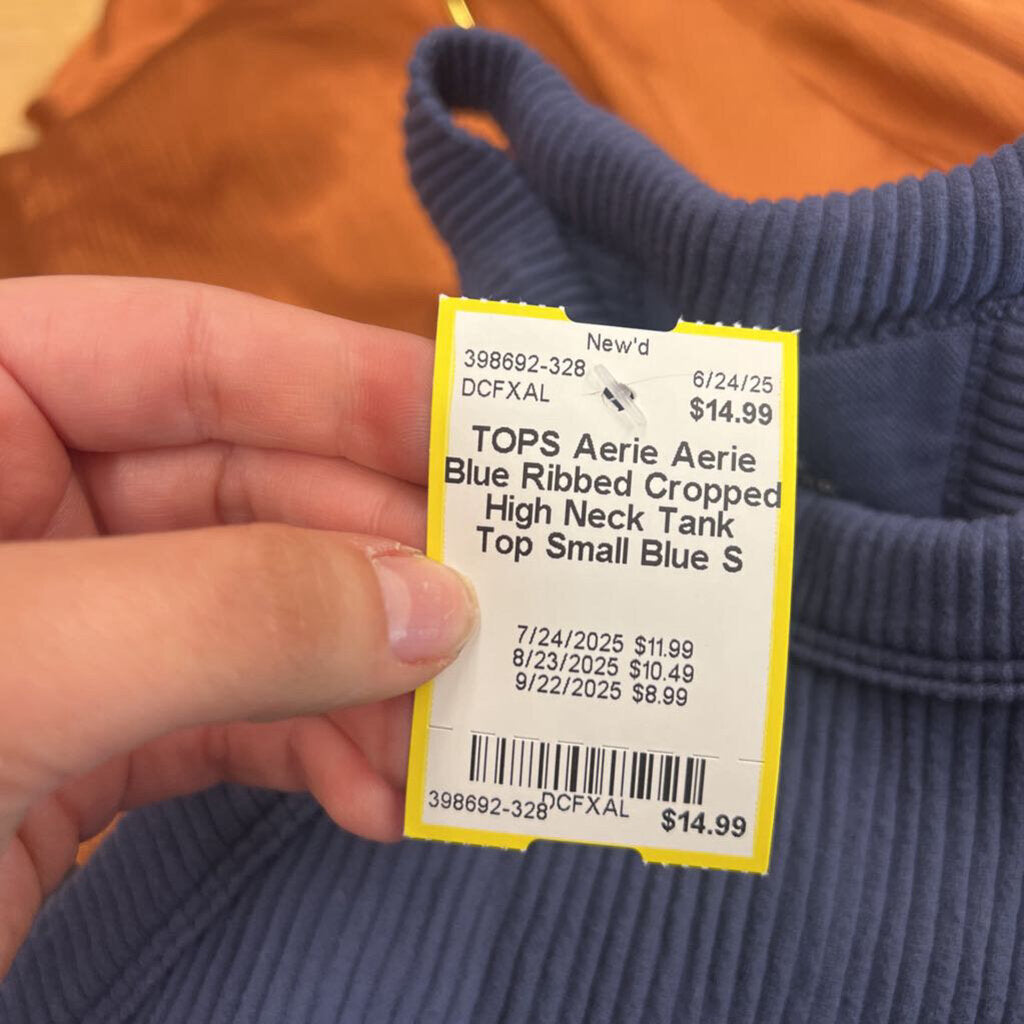 New'd
398692-328
6/24/25
DCFXAL
$14.99
TOPS Aerie Aerie
Blue Ribbed Cropped
High Neck Tank
Top Small Blue S
7/24/2025 $11.99
8/23/2025 $10.49
9/22/2025 $8.99
398692-328 DCFXAL $14.99